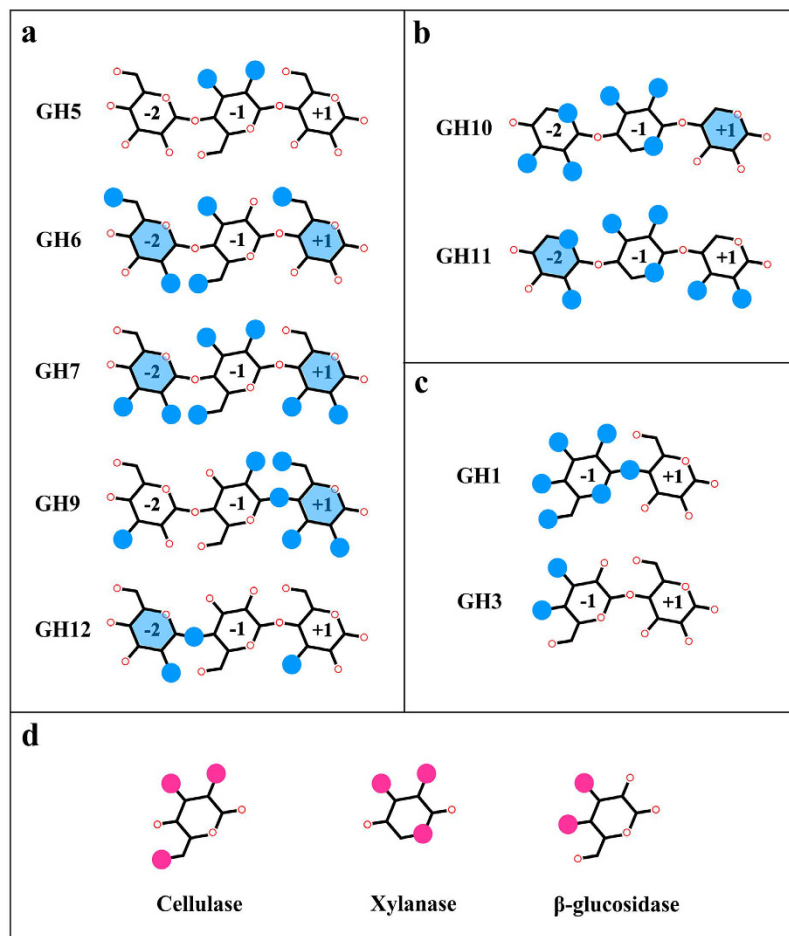 a
GH5
-2 -1 +1
GH6
-2 -1 +1
GH7
-2 -1 +1
GH9
-2 -1 +1
GH12
-2 -1 +1
b
GH10
-2 -1 +1
GH11
-2 -1 +1
c
GH1
-1 +1
GH3
-1 +1
d
Cellulase Xylanase β-glucosidase